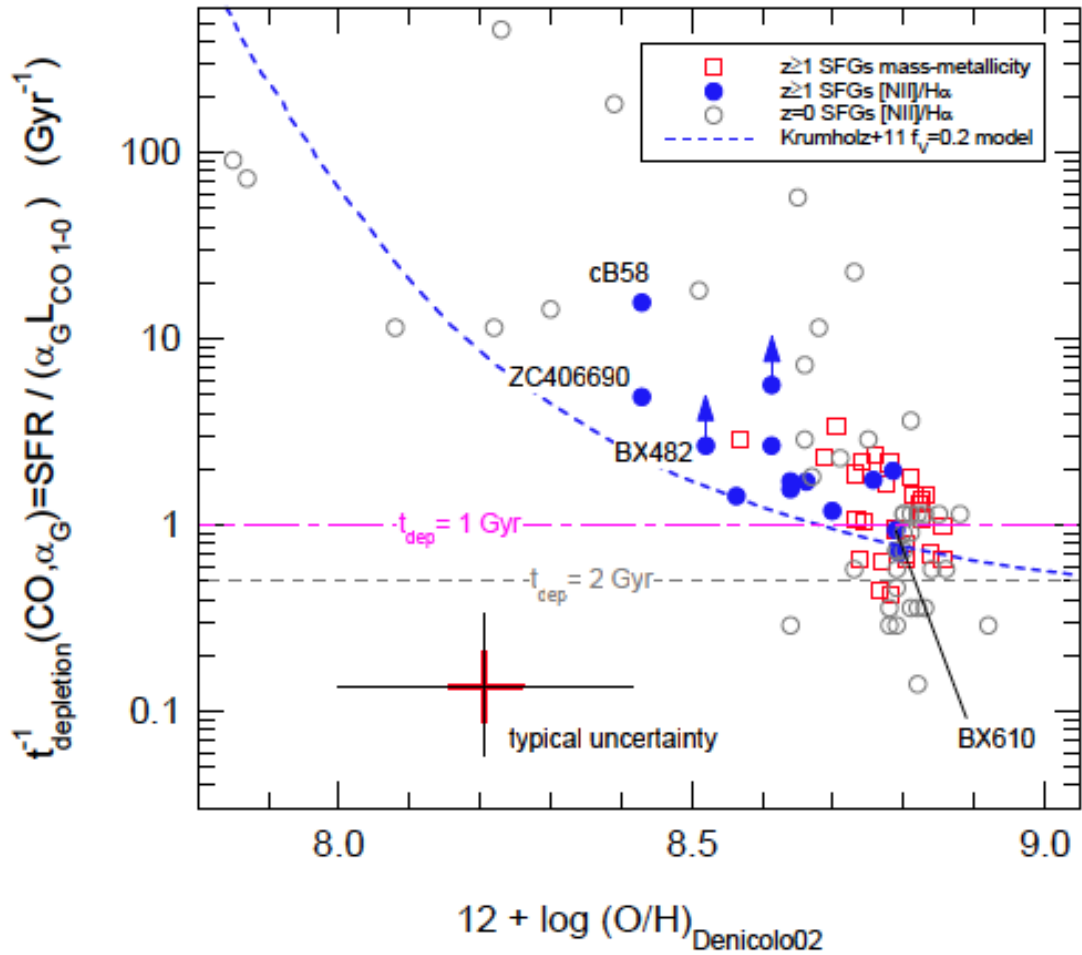 t⁻¹depletion(CO,αG)=SFR / (αG LCO 1-0) (Gyr⁻¹)
100
10
1
0.1
z≥1 SFGs mass-metallicity
z≥1 SFGs [NII]/Hα
z=0 SFGs [NII]/Hα
Krumholz+11 fV=0.2 model
cB58
ZC406690
BX482
tdep= 1 Gyr
tdep= 2 Gyr
typical uncertainty
BX610
8.0 8.5 9.0
12 + log (O/H)Denicolo02